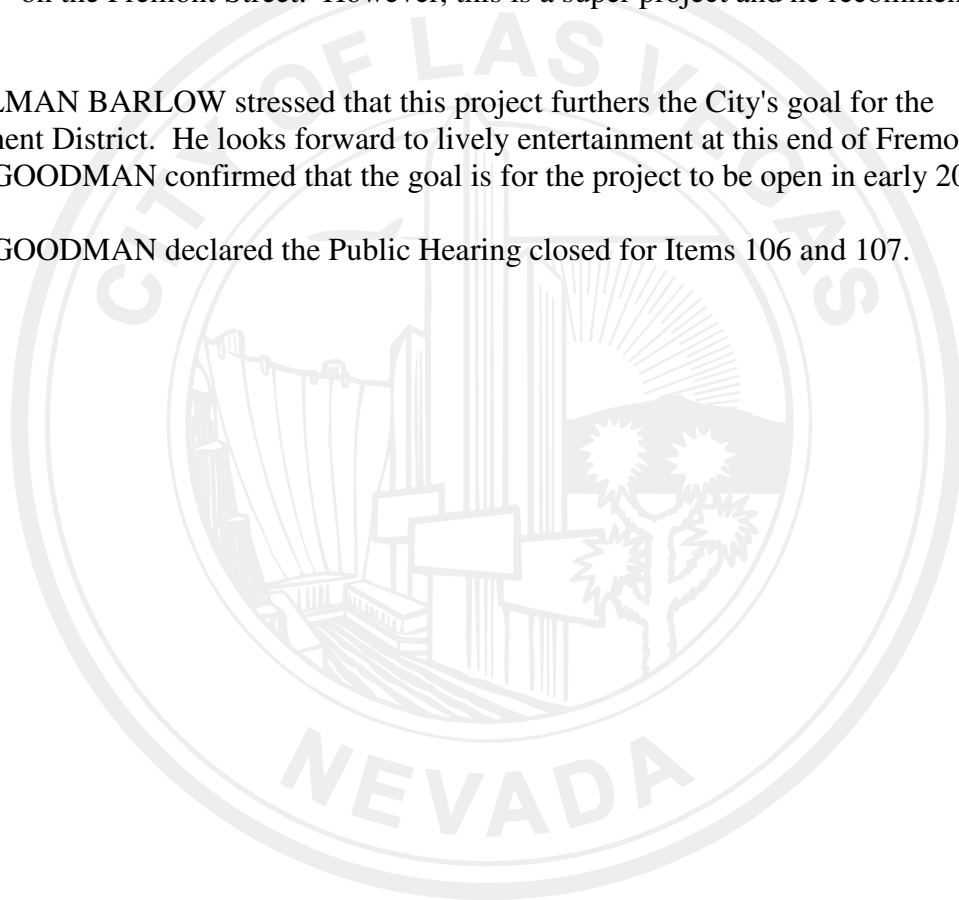 on the Fremont Street. However, this is a super project and he recommen
LMAN BARLOW stressed that this project furthers the City's goal for the
nent District. He looks forward to lively entertainment at this end of Fremo
GOODMAN confirmed that the goal is for the project to be open in early 20
GOODMAN declared the Public Hearing closed for Items 106 and 107.
CITY OF LAS VEGAS
NEVADA